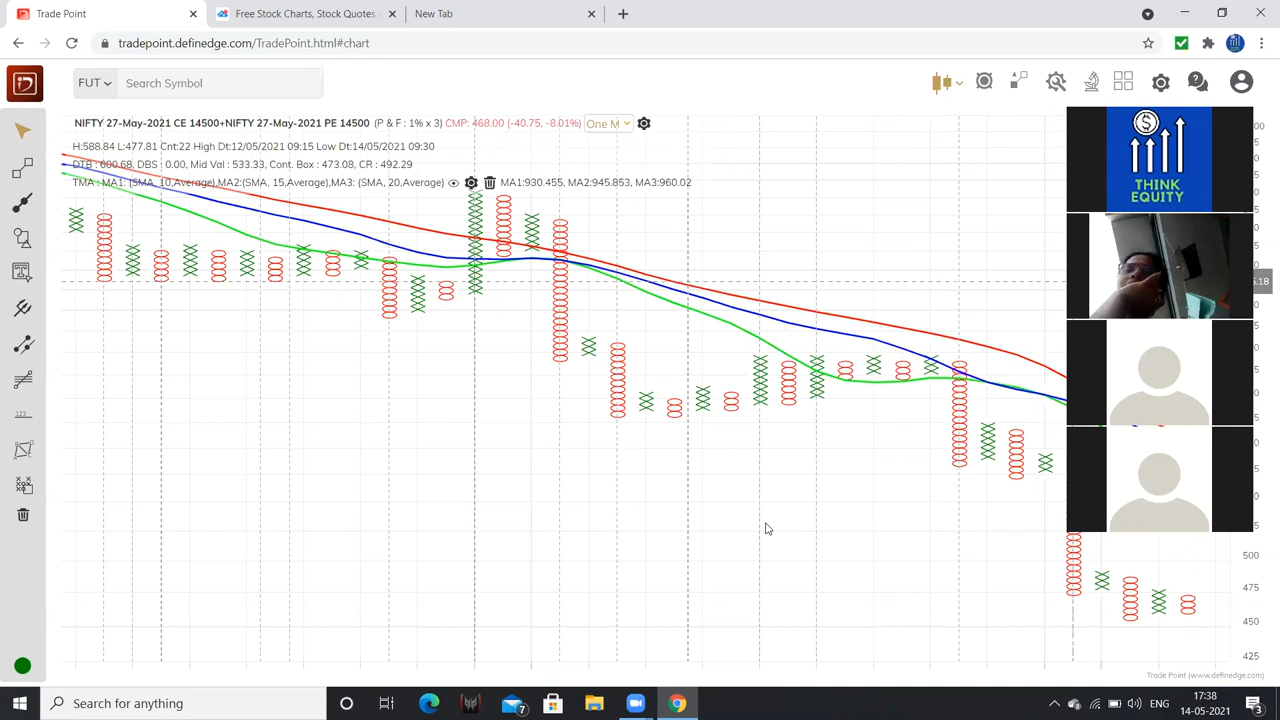 Trade Point
Free Stock Charts, Stock Quotes
New Tab
tradepoint.definedge.com/TradePoint.html#chart
FUT
Search Symbol
NIFTY 27-May-2021 CE 14500+NIFTY 27-May-2021 PE 14500 (P & F : 1% x 3) CMP: 468.00 (-40.75, -8.01%) One M
H:588.84 L:477.81 Cnt:22 High Dt:12/05/2021 09:15 Low Dt:14/05/2021 09:30
DTB : 600.68, DBS : 0.00, Mid Val : 533.33, Cont. Box : 473.08, CR : 492.29
TMA : MA1: (SMA, 10,Average),MA2:(SMA, 15,Average),MA3: (SMA, 20,Average) MA1:930.455, MA2:945.853, MA3:960.02
THINK
EQUITY
5.18
123
500
475
450
425
Trade Point (www.definedge.com)
Search for anything
7
ENG
17:38
14-05-2021
3